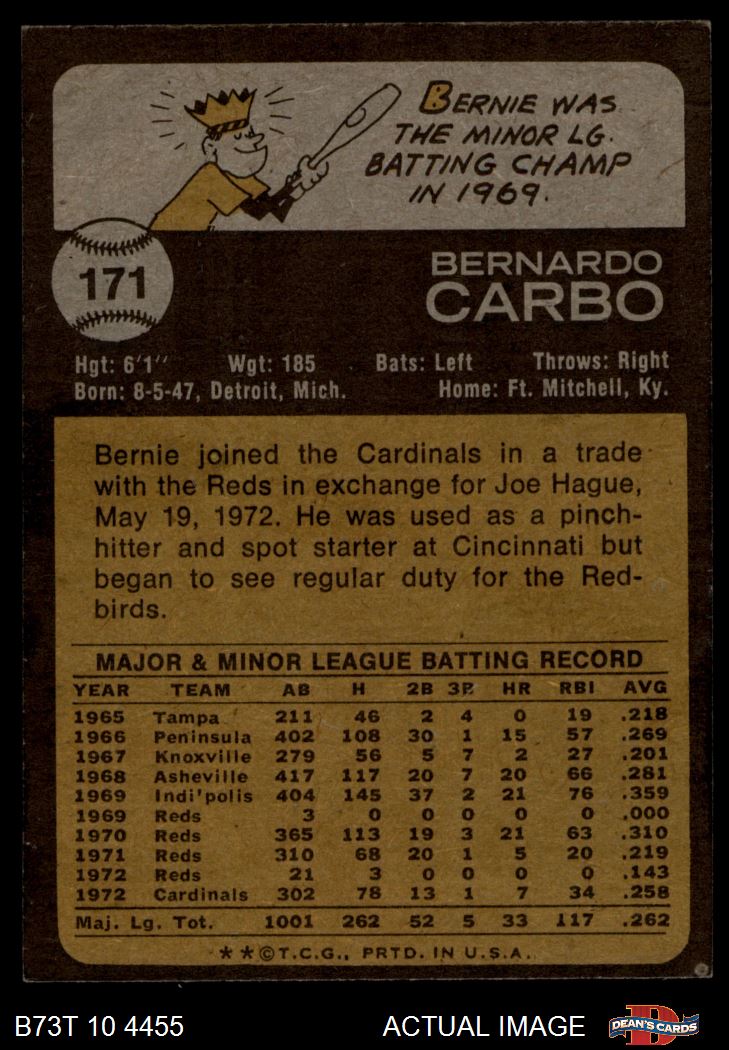 BERNIE WAS
THE MINOR LG.
BATTING CHAMP
IN 1969.
171
BERNARDO
CARBO
Hgt: 6'1" Wgt: 185 Bats: Left Throws: Right
Born: 8-5-47, Detroit, Mich. Home: Ft. Mitchell, Ky.
Bernie joined the Cardinals in a trade
with the Reds in exchange for Joe Hague,
May 19, 1972. He was used as a pinch-
hitter and spot starter at Cincinnati but
began to see regular duty for the Red-
birds.
MAJOR & MINOR LEAGUE BATTING RECORD
YEAR TEAM AB H 2B 3B HR RBI AVG
1965 Tampa 211 46 2 4 0 19 .218
1966 Peninsula 402 108 30 1 15 57 .269
1967 Knoxville 279 56 5 7 2 27 .201
1968 Asheville 417 117 20 7 20 66 .281
1969 Indi'polis 404 145 37 2 21 76 .359
1969 Reds 3 0 0 0 0 0 .000
1970 Reds 365 113 19 3 21 63 .310
1971 Reds 310 68 20 1 5 20 .219
1972 Reds 21 3 0 0 0 0 .143
1972 Cardinals 302 78 13 1 7 34 .258
Maj. Lg. Tot. 1001 262 52 5 33 117 .262
**©T.C.G., PRTD. IN U.S.A.
B73T 10 4455 ACTUAL IMAGE D DEAN'S CARDS